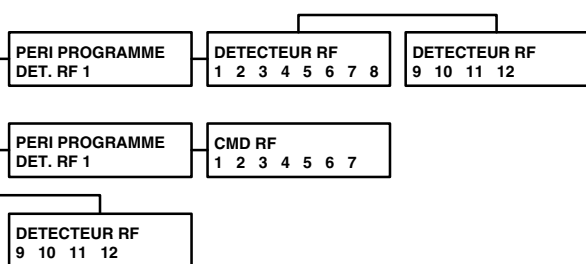 PERI PROGRAMME
DET. RF 1
DETECTEUR RF
1 2 3 4 5 6 7 8
DETECTEUR RF
9 10 11 12
PERI PROGRAMME
DET. RF 1
CMD RF
1 2 3 4 5 6 7
DETECTEUR RF
9 10 11 12